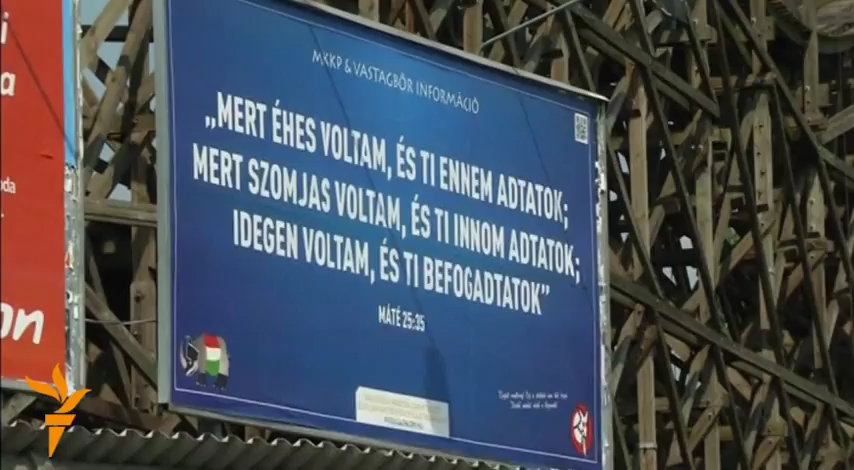 MKKP & VASTAGBŐR INFORMÁCIÓ
„MERT ÉHES VOLTAM, ÉS TI ENNEM ADTATOK;
MERT SZOMJAS VOLTAM, ÉS TI INNOM ADTATOK;
IDEGEN VOLTAM, ÉS TI BEFOGADTATOK”
MÁTÉ 25:35